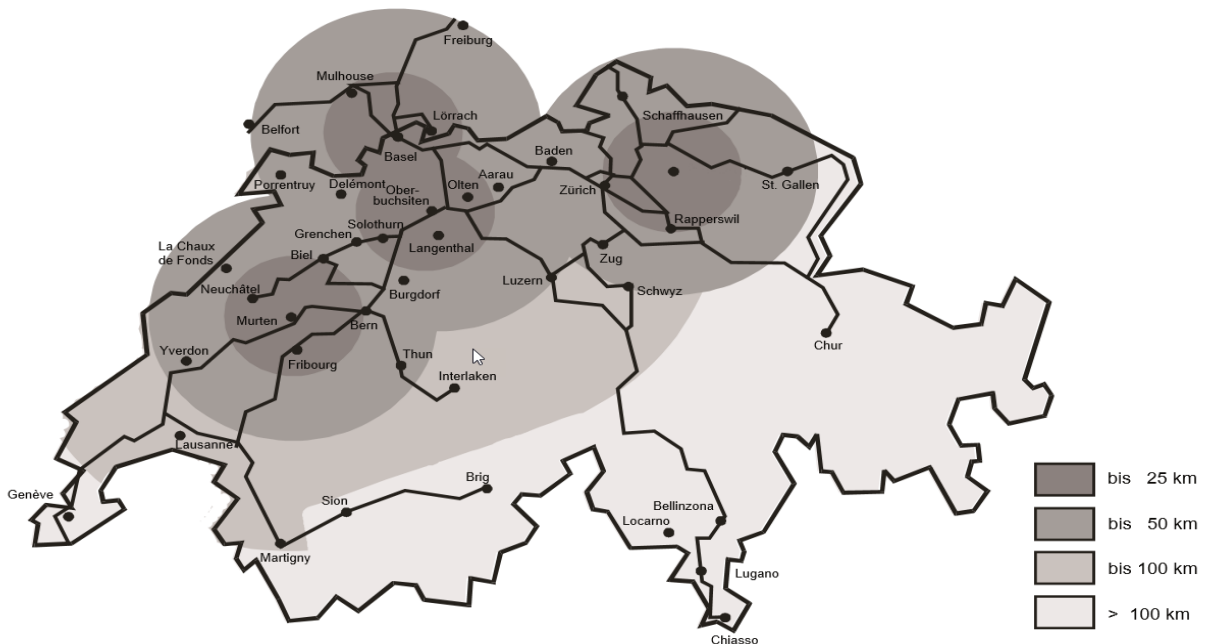 Freiburg
Mulhouse
Schaffhausen
Lörrach
Belfort
Basel
Baden
Porrentruy
Delémont
Aarau
Olten
Ober-
buchsiten
Zürich
St. Gallen
Solothurn
Rapperswil
Grenchen
Langenthal
La Chaux
de Fonds
Biel
Zug
Neuchâtel
Luzern
Burgdorf
Schwyz
Murten
Bern
Chur
Yverdon
Fribourg
Thun
Interlaken
Lausanne
Brig
bis 25 km
Genève
Sion
Bellinzona
Locarno
bis 50 km
Martigny
Lugano
bis 100 km
> 100 km
Chiasso